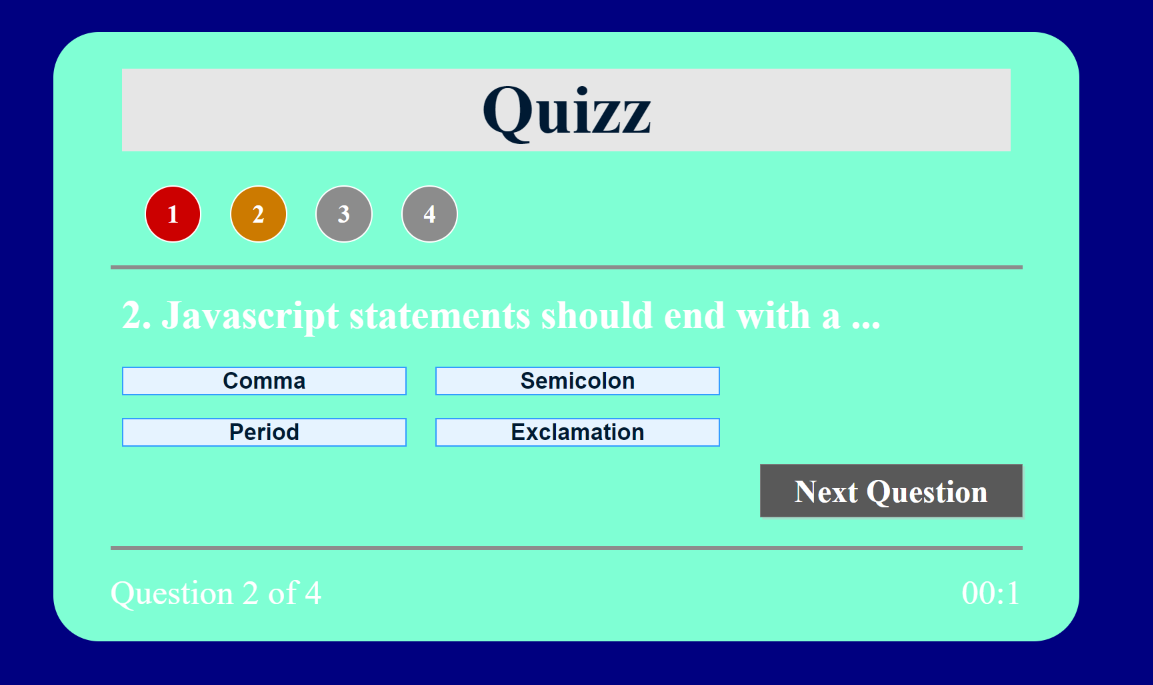 Quizz
1 2 3 4
2. Javascript statements should end with a ...
Comma Semicolon
Period Exclamation
Next Question
Question 2 of 4 00:1